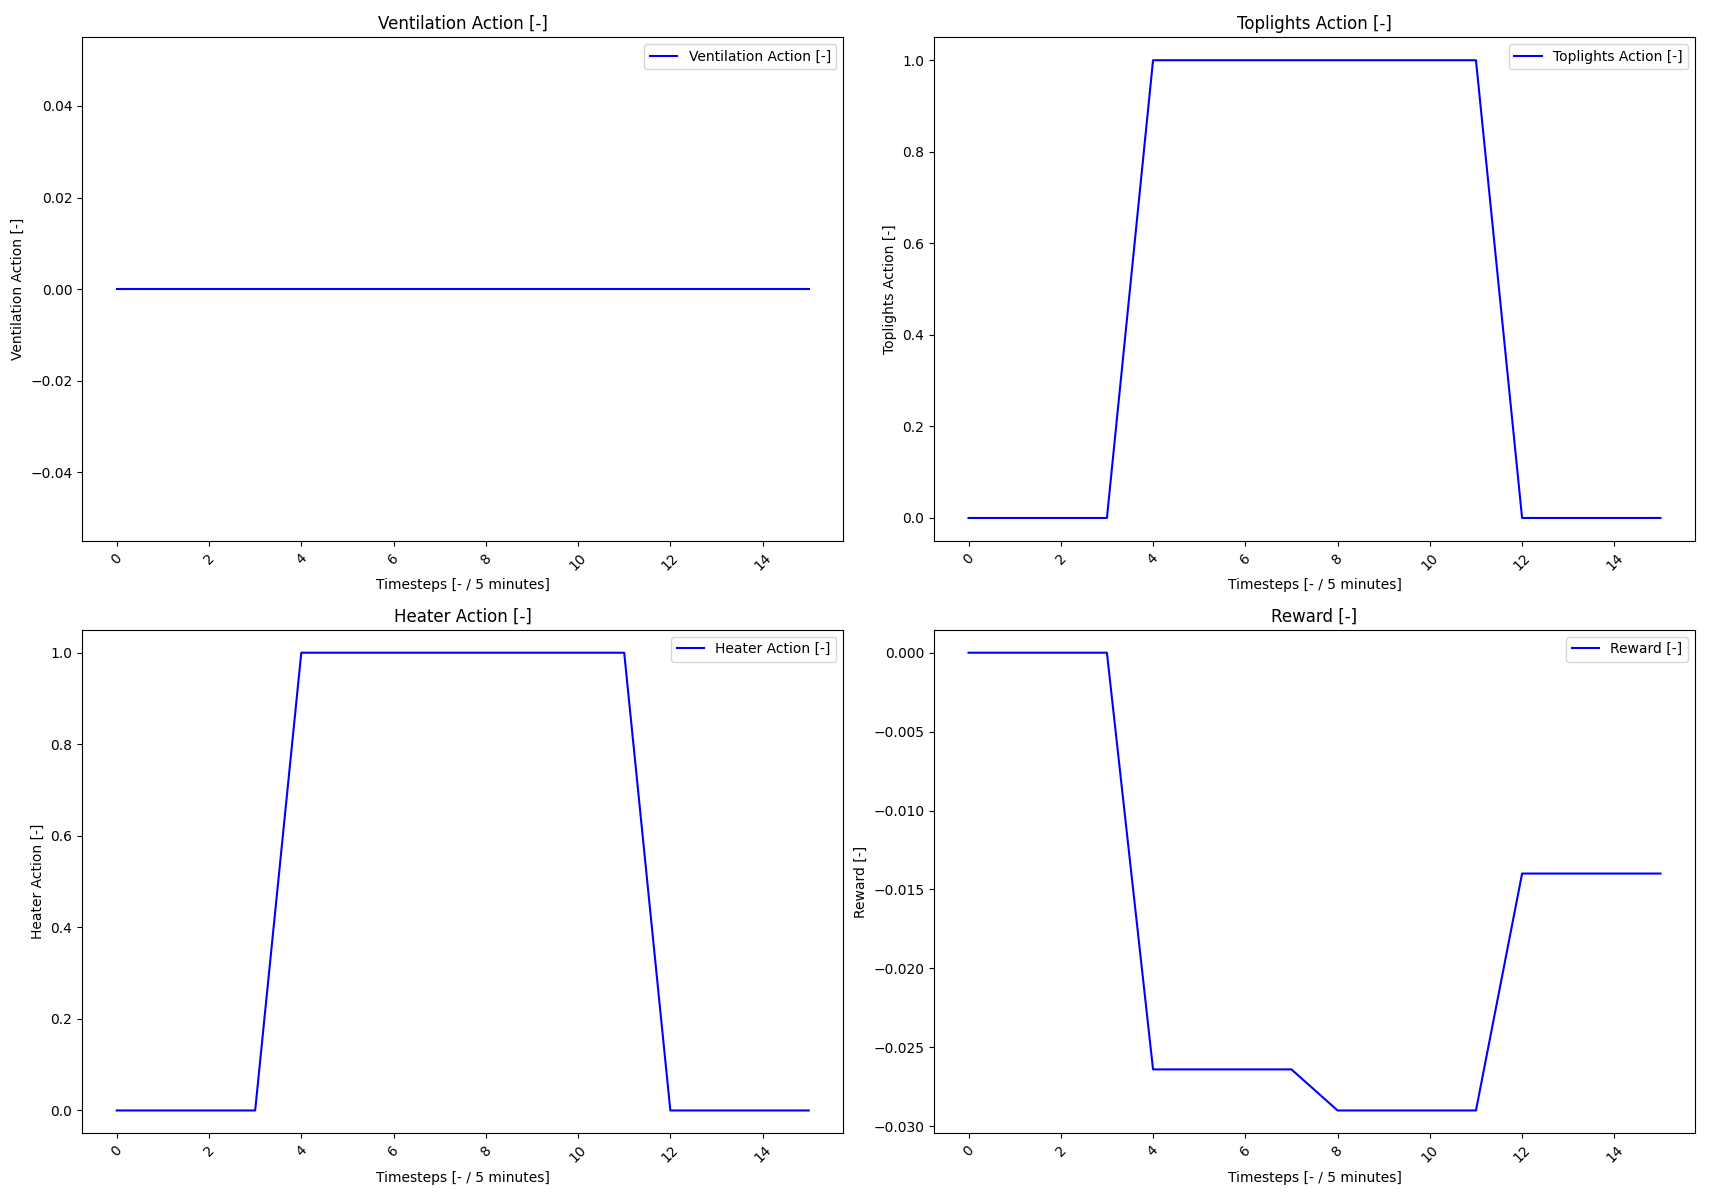 Ventilation Action [-]
Ventilation Action [-]
Ventilation Action [-]
0.04
0.02
0.00
−0.02
−0.04
0 2 4 6 8 10 12 14
Timesteps [- / 5 minutes]
Toplights Action [-]
Toplights Action [-]
Toplights Action [-]
1.0
0.8
0.6
0.4
0.2
0.0
0 2 4 6 8 10 12 14
Timesteps [- / 5 minutes]
Heater Action [-]
Heater Action [-]
Heater Action [-]
1.0
0.8
0.6
0.4
0.2
0.0
0 2 4 6 8 10 12 14
Timesteps [- / 5 minutes]
Reward [-]
Reward [-]
Reward [-]
0.000
−0.005
−0.010
−0.015
−0.020
−0.025
−0.030
0 2 4 6 8 10 12 14
Timesteps [- / 5 minutes]